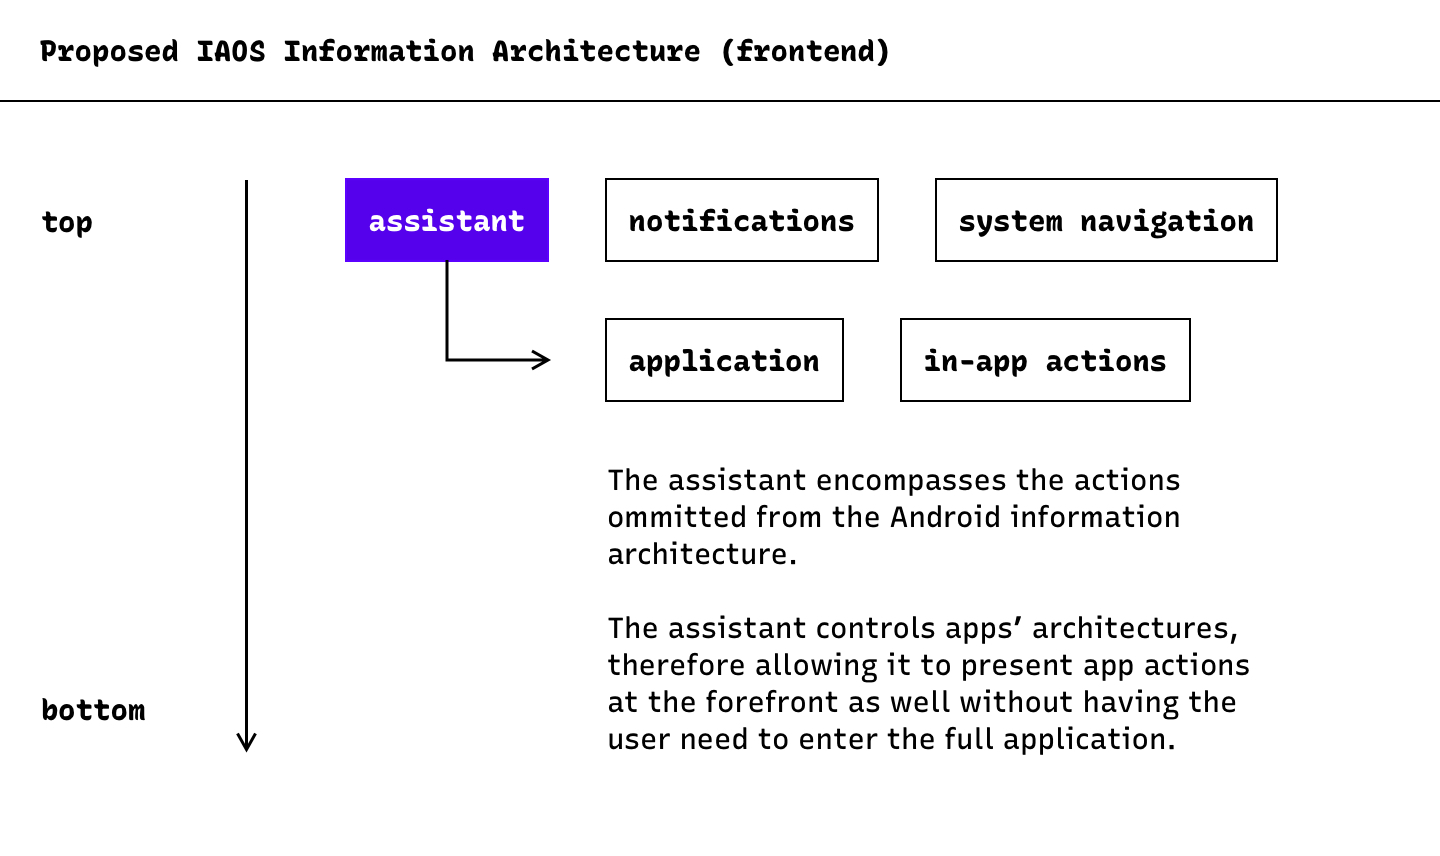 Proposed IAOS Information Architecture (frontend)
top
assistant
notifications
system navigation
application
in-app actions
The assistant encompasses the actions
ommitted from the Android information
architecture.
The assistant controls apps’ architectures,
therefore allowing it to present app actions
at the forefront as well without having the
user need to enter the full application.
bottom